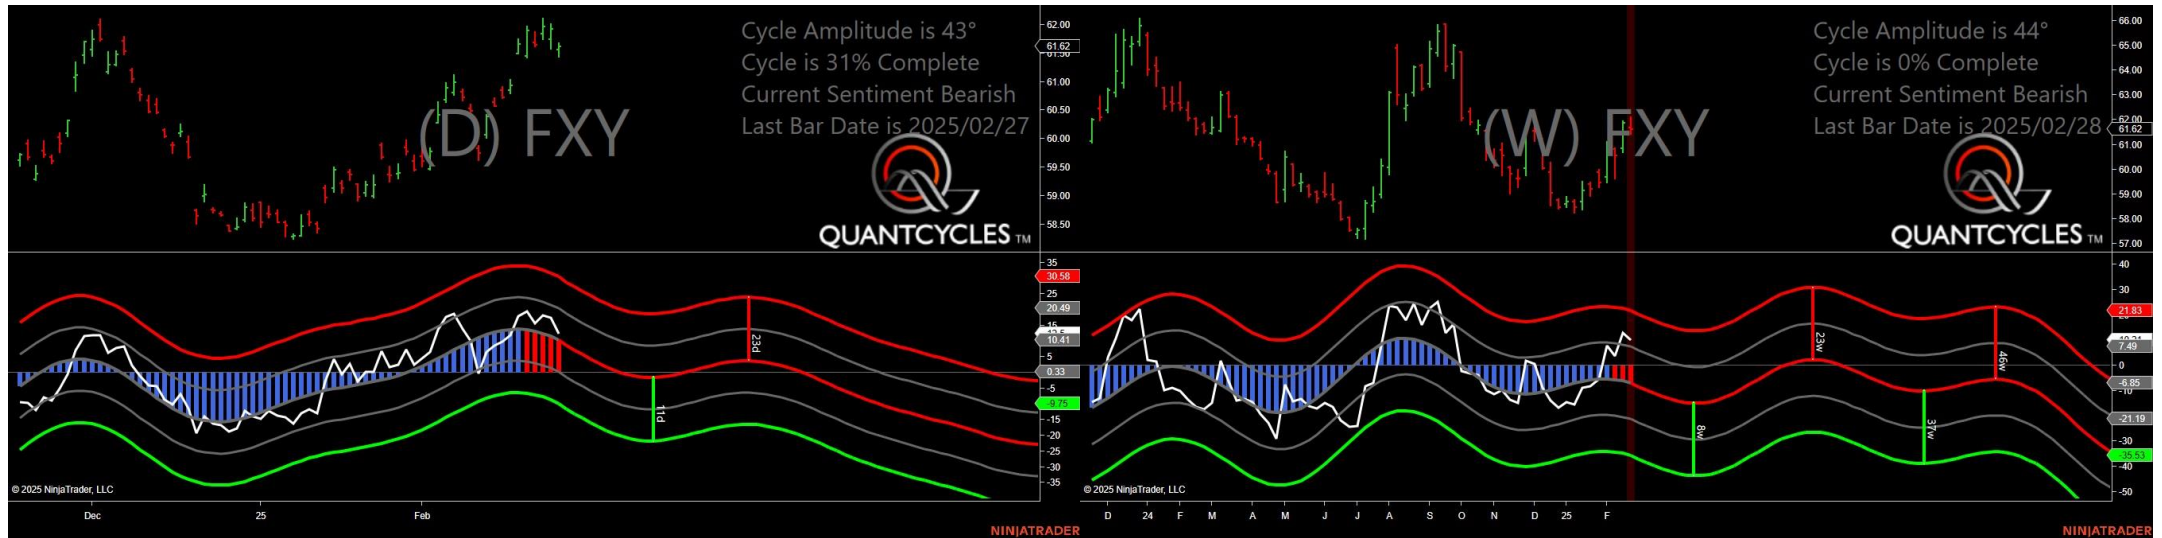 Cycle Amplitude is 43°
Cycle is 31% Complete
Current Sentiment Bearish
Last Bar Date is 2025/02/27
(D) FXY
QUANTCYCLES TM
62.00
61.62
61.00
60.50
60.00
59.50
59.00
58.50
35
30.58
25
20.49
15
10.41
5
0.33
-5
-9.75
-15
-20
-25
-30
-35
11d
23d
© 2025 NinjaTrader, LLC
Dec
25
Feb
NINJATRADER
Cycle Amplitude is 44°
Cycle is 0% Complete
Current Sentiment Bearish
Last Bar Date is 2025/02/28
(W) FXY
QUANTCYCLES TM
66.00
65.00
64.00
63.00
62.00
61.62
61.00
60.00
59.00
58.00
57.00
40
30
21.83
7.49
0
-6.85
-10
-21.19
-30
-35.53
-40
-50
8w
23w
37w
46w
© 2025 NinjaTrader, LLC
D 24 F M A M J J A S O N D 25 F
NINJATRADER